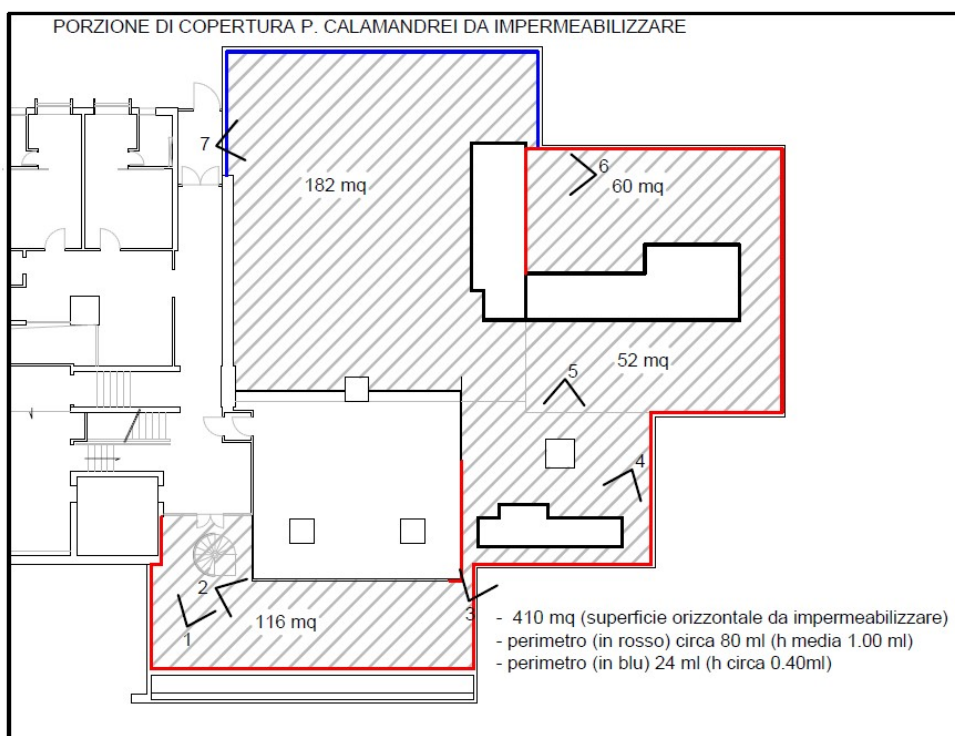 PORZIONE DI COPERTURA P. CALAMANDREI DA IMPERMEABILIZZARE
7
182 mq
6
60 mq
52 mq
5
4
2
1
116 mq
3
- 410 mq (superficie orizzontale da impermeabilizzare)
- perimetro (in rosso) circa 80 ml (h media 1.00 ml)
- perimetro (in blu) 24 ml (h circa 0.40ml)